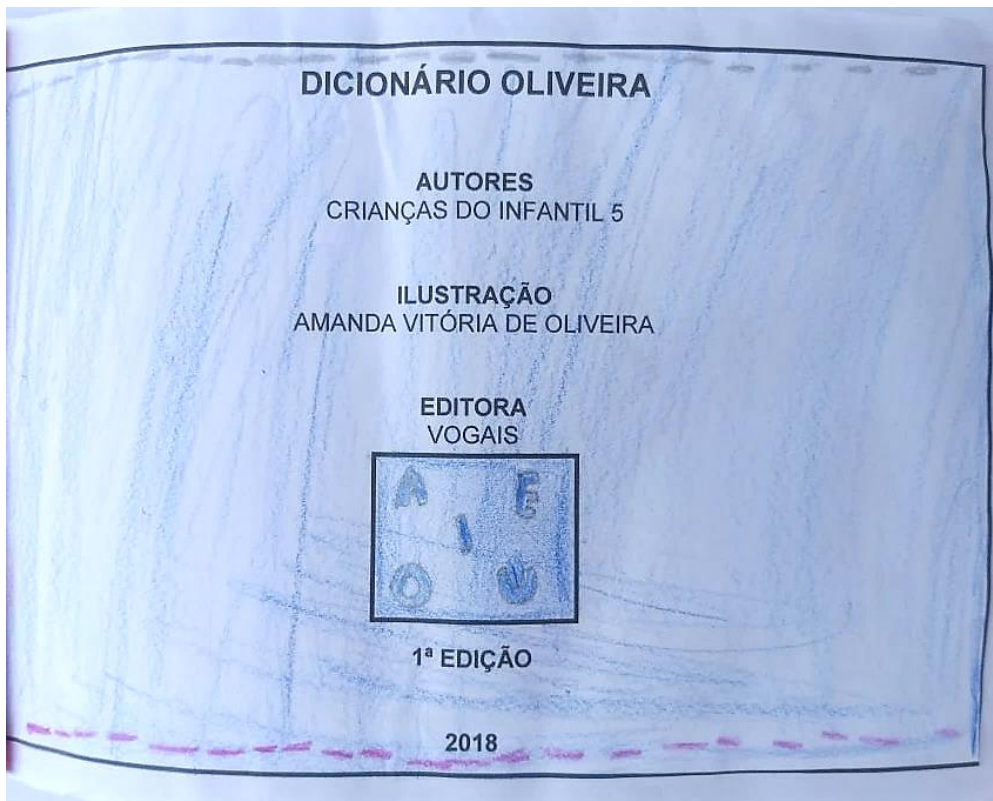 DICIONÁRIO OLIVEIRA
AUTORES
CRIANÇAS DO INFANTIL 5
ILUSTRAÇÃO
AMANDA VITÓRIA DE OLIVEIRA
EDITORA
VOGAIS
A E
I
O U
1ª EDIÇÃO
2018